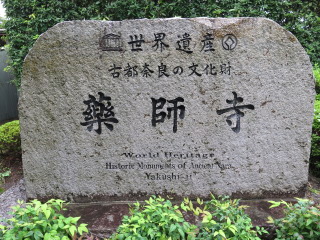 世界遺産
古都奈良の文化財
藥師寺
World Heritage
Historic Monuments of Ancient Nara
Yakushi-ji